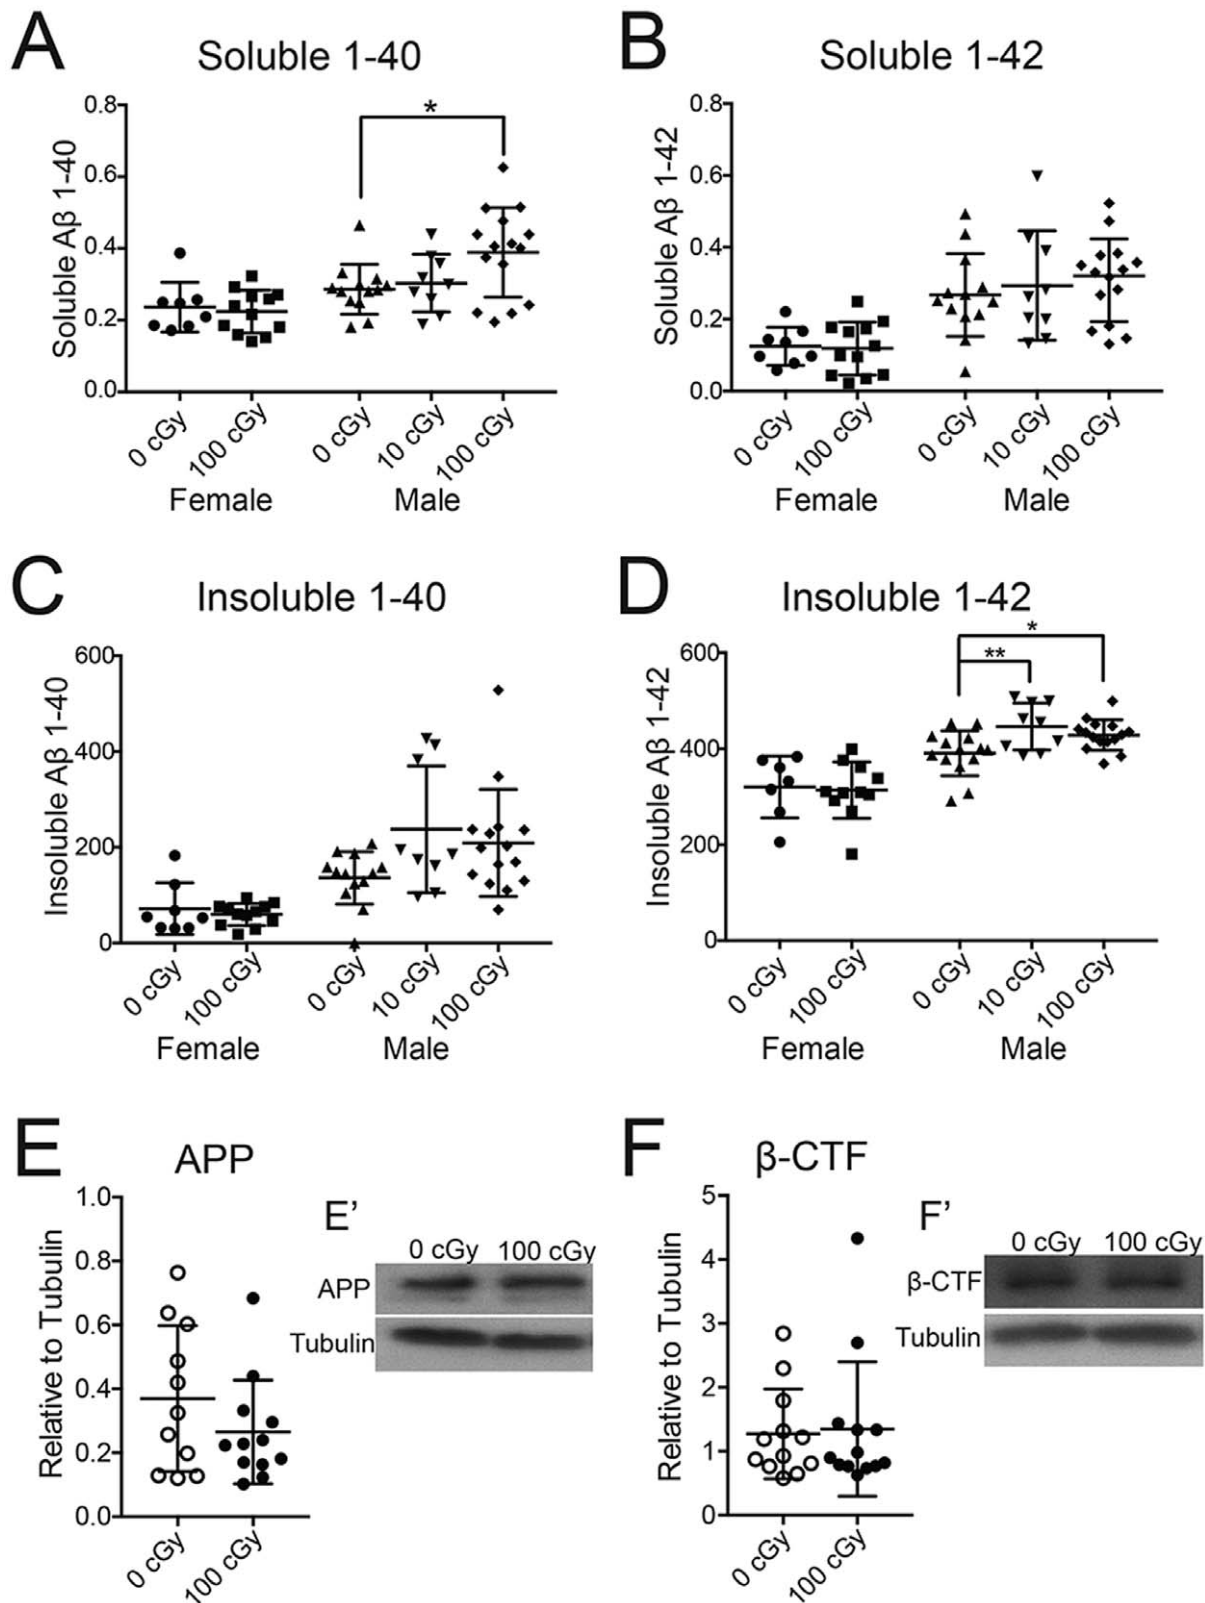 A
Soluble 1-40
Soluble Aβ 1-40
0.8
0.6
0.4
0.2
0.0
*
0 cGy
100 cGy
0 cGy
10 cGy
100 cGy
Female
Male
B
Soluble 1-42
Soluble Aβ 1-42
0.8
0.6
0.4
0.2
0.0
0 cGy
100 cGy
0 cGy
10 cGy
100 cGy
Female
Male
C
Insoluble 1-40
Insoluble Aβ 1-40
600
400
200
0
0 cGy
100 cGy
0 cGy
10 cGy
100 cGy
Female
Male
D
Insoluble 1-42
Insoluble Aβ 1-42
600
400
200
0
*
**
0 cGy
100 cGy
0 cGy
10 cGy
100 cGy
Female
Male
E
APP
Relative to Tubulin
1.0
0.8
0.6
0.4
0.2
0.0
0 cGy
100 cGy
E'
0 cGy 100 cGy
APP
Tubulin
F
β-CTF
Relative to Tubulin
5
4
3
2
1
0
0 cGy
100 cGy
F'
0 cGy 100 cGy
β-CTF
Tubulin